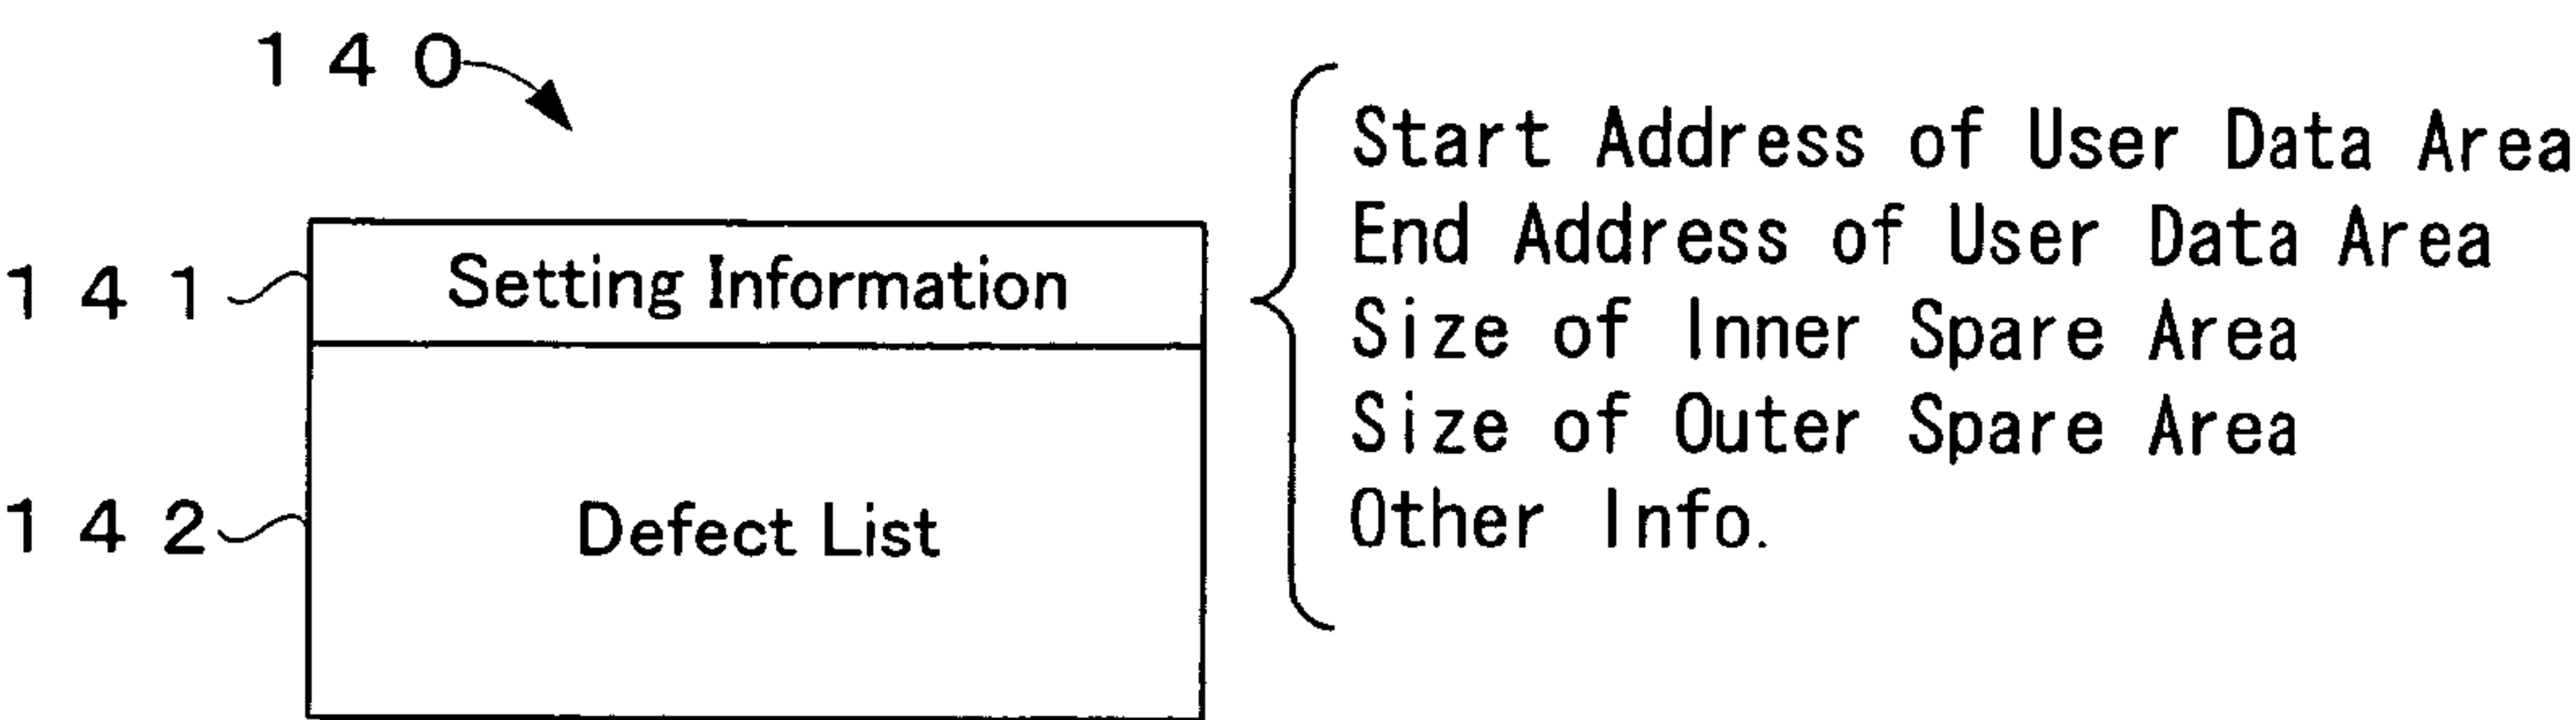 140
141
Setting Information
142
Defect List
Start Address of User Data Area
End Address of User Data Area
Size of Inner Spare Area
Size of Outer Spare Area
Other Info.